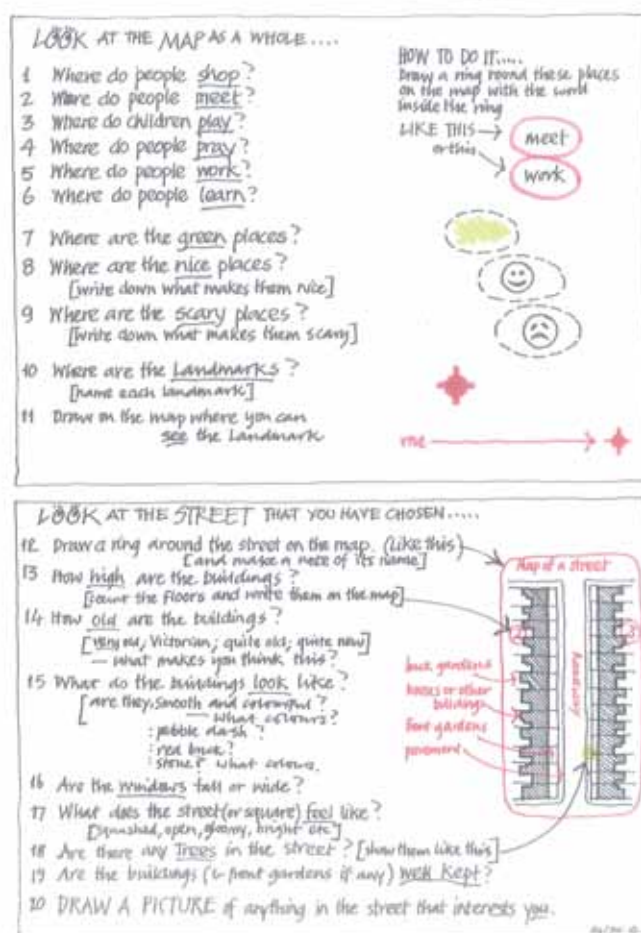 LOOK AT THE MAP AS A WHOLE....
1 Where do people shop?
2 Where do people meet?
3 Where do children play?
4 Where do people pray?
5 Where do people work?
6 Where do people learn?
7 Where are the green places?
8 Where are the nice places?
[write down what makes them nice]
9 Where are the scary places?
[write down what makes them scary]
10 Where are the Landmarks?
[name each landmark]
11 Draw on the map where you can
see the Landmark
HOW TO DO IT.....
Draw a ring round these places
on the map with the word
inside the ring
LIKE THIS
or this
meet
work
me
LOOK AT THE STREET THAT YOU HAVE CHOSEN.....
12 Draw a ring around the street on the map. (Like this)
[and make a note of its name]
13 How high are the buildings?
[count the floors and write them on the map]
14 How old are the buildings?
[very old, Victorian; quite old; quite new]
— what makes you think this?
15 What do the buildings look like?
[are they smooth and colourful?
— what colours?
: pebble dash?
: red brick?
: stone? what colours.
16 Are the windows tall or wide?
17 What does the street (or square) feel like?
[squashed, open, gloomy, bright etc]
18 Are there any Trees in the street? [show them like this]
19 Are the buildings (& front gardens if any) well kept?
20 DRAW A PICTURE of anything in the street that interests you.
Map of a street
2
3
back gardens
houses or other
buildings
front gardens
pavement